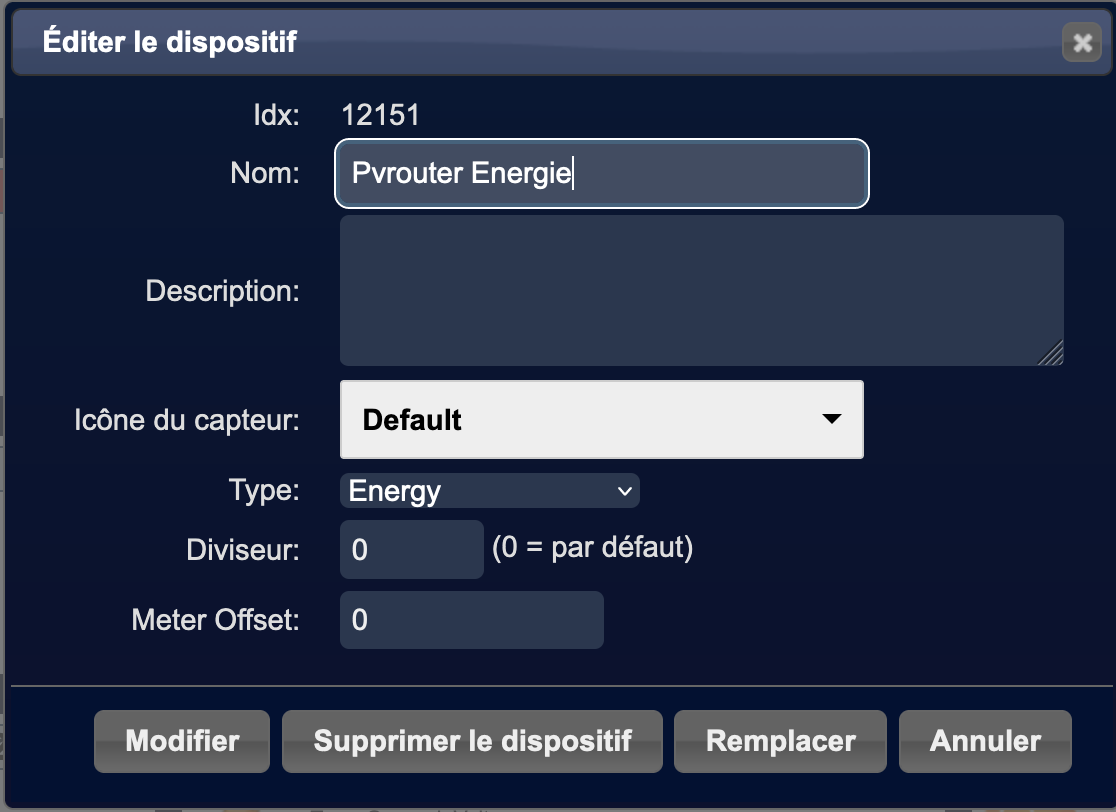 Éditer le dispositif
Idx: 12151
Nom: Pvrouter Energie
Description:
Icône du capteur: Default
Type: Energy
Diviseur: 0 (0 = par défaut)
Meter Offset: 0
Modifier Supprimer le dispositif Remplacer Annuler